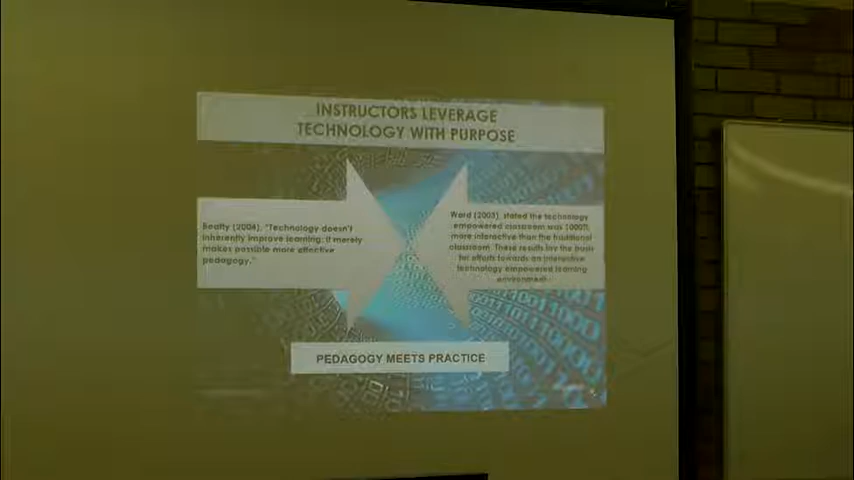 INSTRUCTORS LEVERAGE
TECHNOLOGY WITH PURPOSE
Beatty (2004), "Technology doesn't
inherently improve learning; it merely
makes possible more effective
pedagogy."
Ward (2003), stated the technology
empowered classroom was 1000%
more interactive than the traditional
classroom. These results the basis
for efforts towards an interactive
technology empowered learning
environment.
PEDAGOGY MEETS PRACTICE